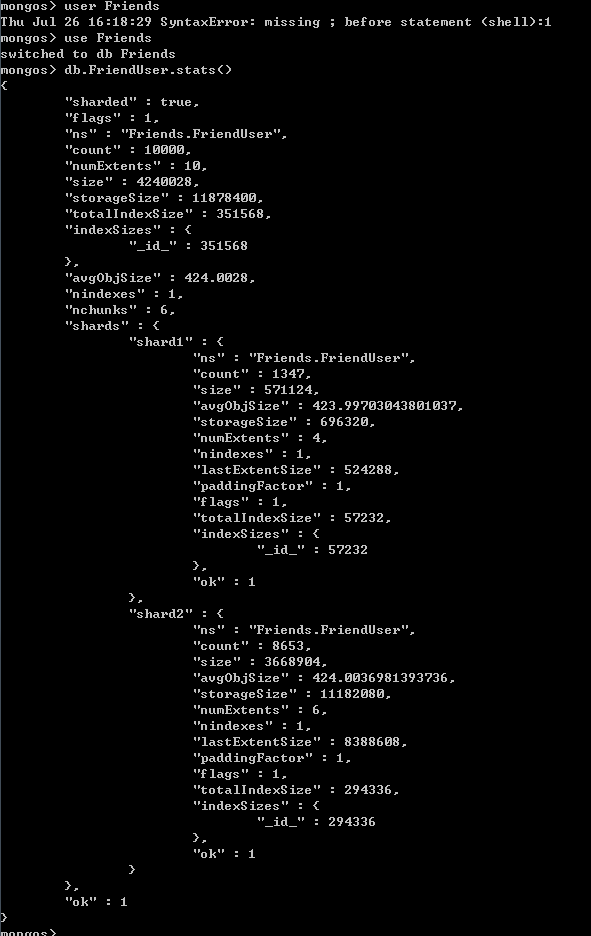 mongos> user Friends
Thu Jul 26 16:18:29 SyntaxError: missing ; before statement (shell):1
mongos> use Friends
switched to db Friends
mongos> db.FriendUser.stats()
{
        "sharded" : true,
        "flags" : 1,
        "ns" : "Friends.FriendUser",
        "count" : 10000,
        "numExtents" : 10,
        "size" : 4240028,
        "storageSize" : 11878400,
        "totalIndexSize" : 351568,
        "indexSizes" : {
                "_id_" : 351568
        },
        "avgObjSize" : 424.0028,
        "nindexes" : 1,
        "nchunks" : 6,
        "shards" : {
                "shard1" : {
                        "ns" : "Friends.FriendUser",
                        "count" : 1347,
                        "size" : 571124,
                        "avgObjSize" : 423.99703043801037,
                        "storageSize" : 696320,
                        "numExtents" : 4,
                        "nindexes" : 1,
                        "lastExtentSize" : 524288,
                        "paddingFactor" : 1,
                        "flags" : 1,
                        "totalIndexSize" : 57232,
                        "indexSizes" : {
                                "_id_" : 57232
                        },
                        "ok" : 1
                },
                "shard2" : {
                        "ns" : "Friends.FriendUser",
                        "count" : 8653,
                        "size" : 3668904,
                        "avgObjSize" : 424.0036981393736,
                        "storageSize" : 11182080,
                        "numExtents" : 6,
                        "nindexes" : 1,
                        "lastExtentSize" : 8388608,
                        "paddingFactor" : 1,
                        "flags" : 1,
                        "totalIndexSize" : 294336,
                        "indexSizes" : {
                                "_id_" : 294336
                        },
                        "ok" : 1
                }
        },
        "ok" : 1
}
mongos>